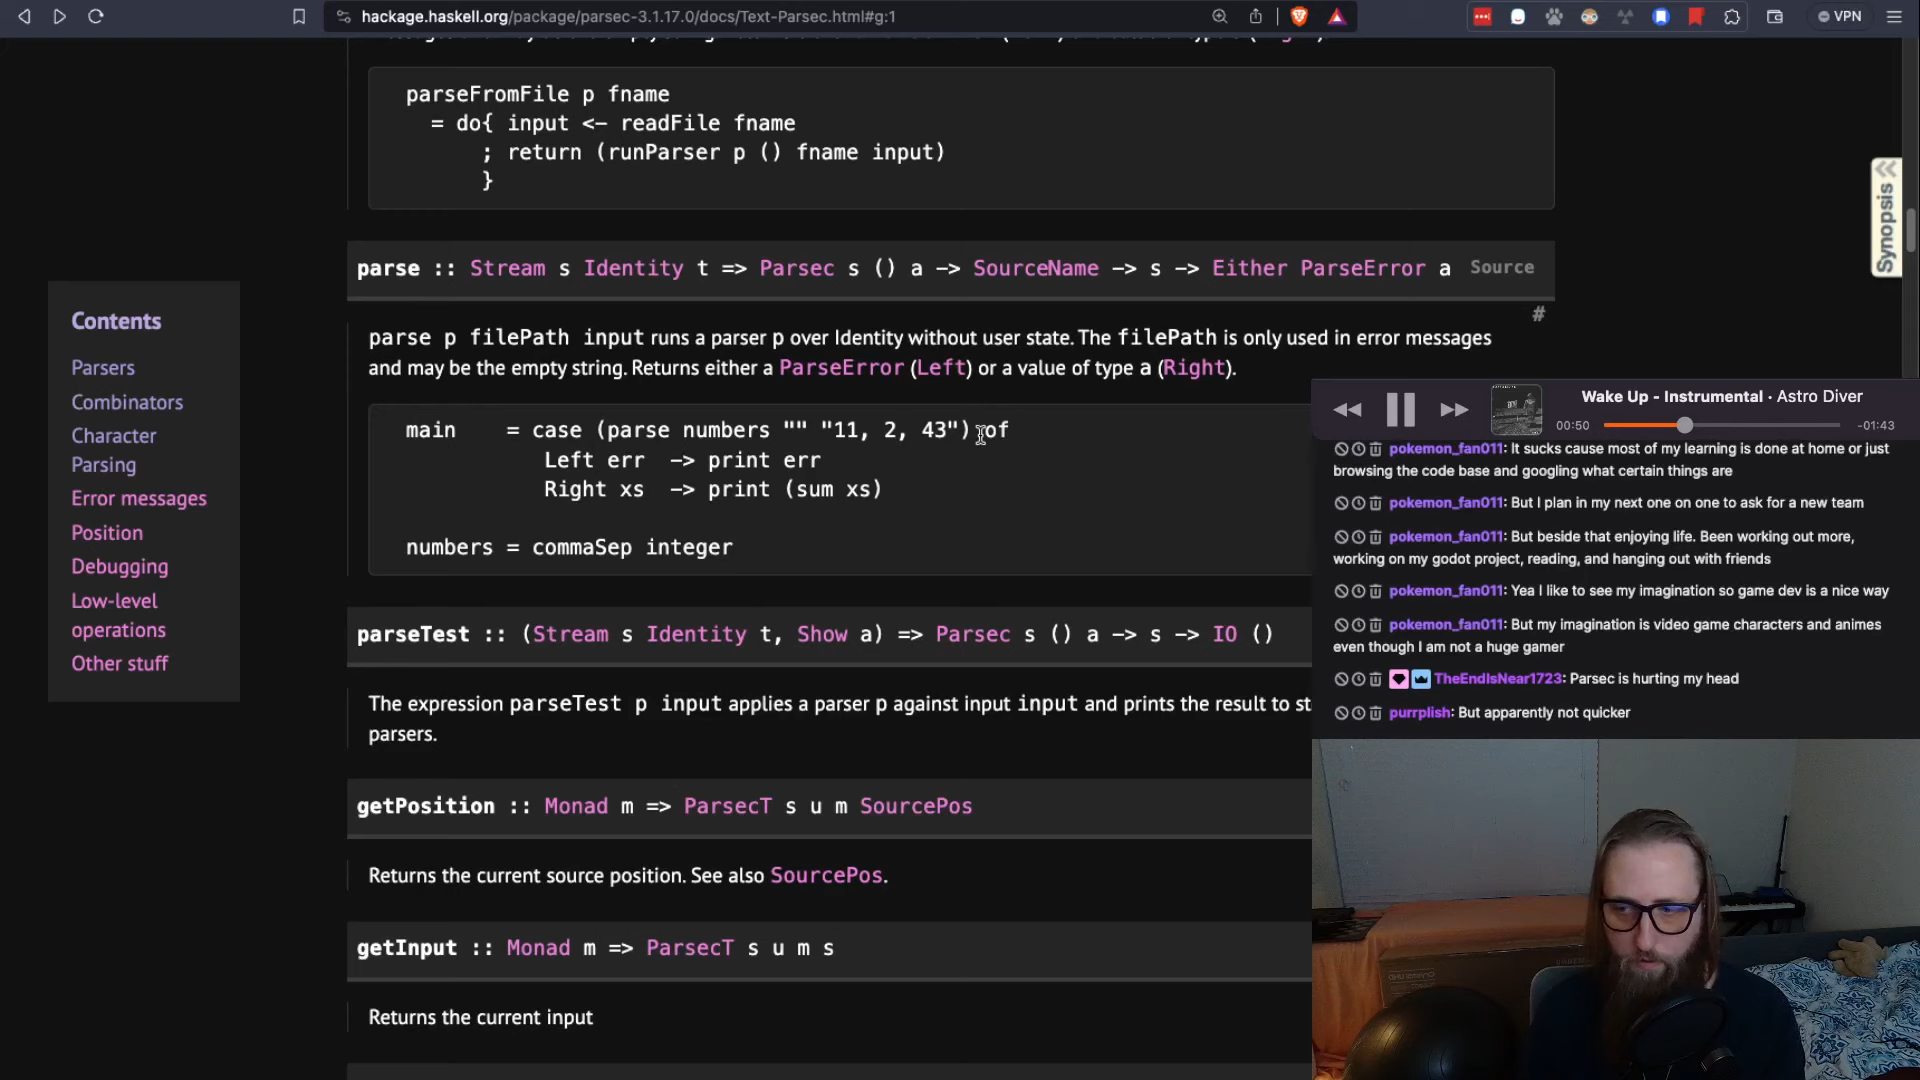 hackage.haskell.org/package/parsec-3.1.17.0/docs/Text-Parsec.html#g:1
VPN
parseFromFile p fname
= do{ input <- readFile fname
; return (runParser p () fname input)
}
Synopsis
parse :: Stream s Identity t => Parsec s () a -> SourceName -> s -> Either ParseError a Source
#
Contents
Parsers
Combinators
Character
Parsing
Error messages
Position
Debugging
Low-level
operations
Other stuff
parse p filePath input runs a parser p over Identity without user state. The filePath is only used in error messages
and may be the empty string. Returns either a ParseError (Left) or a value of type a (Right).
main = case (parse numbers "" "11, 2, 43") of
Left err -> print err
Right xs -> print (sum xs)
numbers = commaSep integer
parseTest :: (Stream s Identity t, Show a) => Parsec s () a -> s -> IO ()
The expression parseTest p input applies a parser p against input input and prints the result to st
parsers.
getPosition :: Monad m => ParsecT s u m SourcePos
Returns the current source position. See also SourcePos.
getInput :: Monad m => ParsecT s u m s
Returns the current input
Wake Up - Instrumental · Astro Diver
00:50
-01:43
pokemon_fan011: It sucks cause most of my learning is done at home or just
browsing the code base and googling what certain things are
pokemon_fan011: But I plan in my next one on one to ask for a new team
pokemon_fan011: But beside that enjoying life. Been working out more,
working on my godot project, reading, and hanging out with friends
pokemon_fan011: Yea I like to see my imagination so game dev is a nice way
pokemon_fan011: But my imagination is video game characters and animes
even though I am not a huge gamer
TheEndIsNear1723: Parsec is hurting my head
purrplish: But apparently not quicker